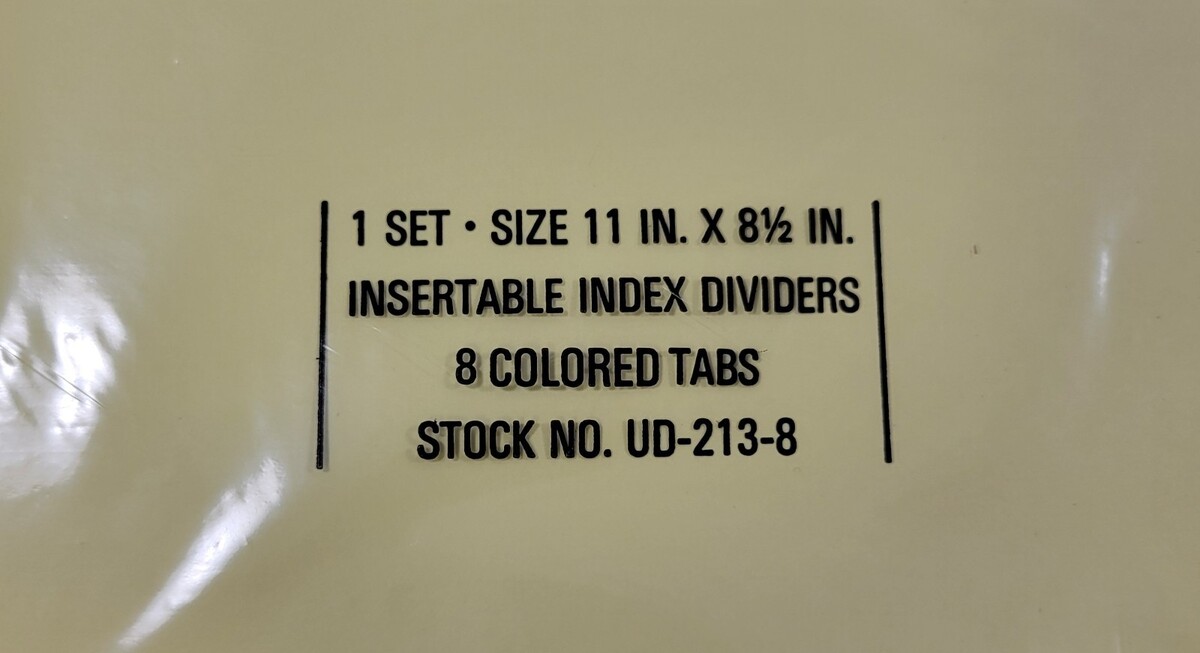 1 SET • SIZE 11 IN. X 8½ IN.
INSERTABLE INDEX DIVIDERS
8 COLORED TABS
STOCK NO. UD-213-8